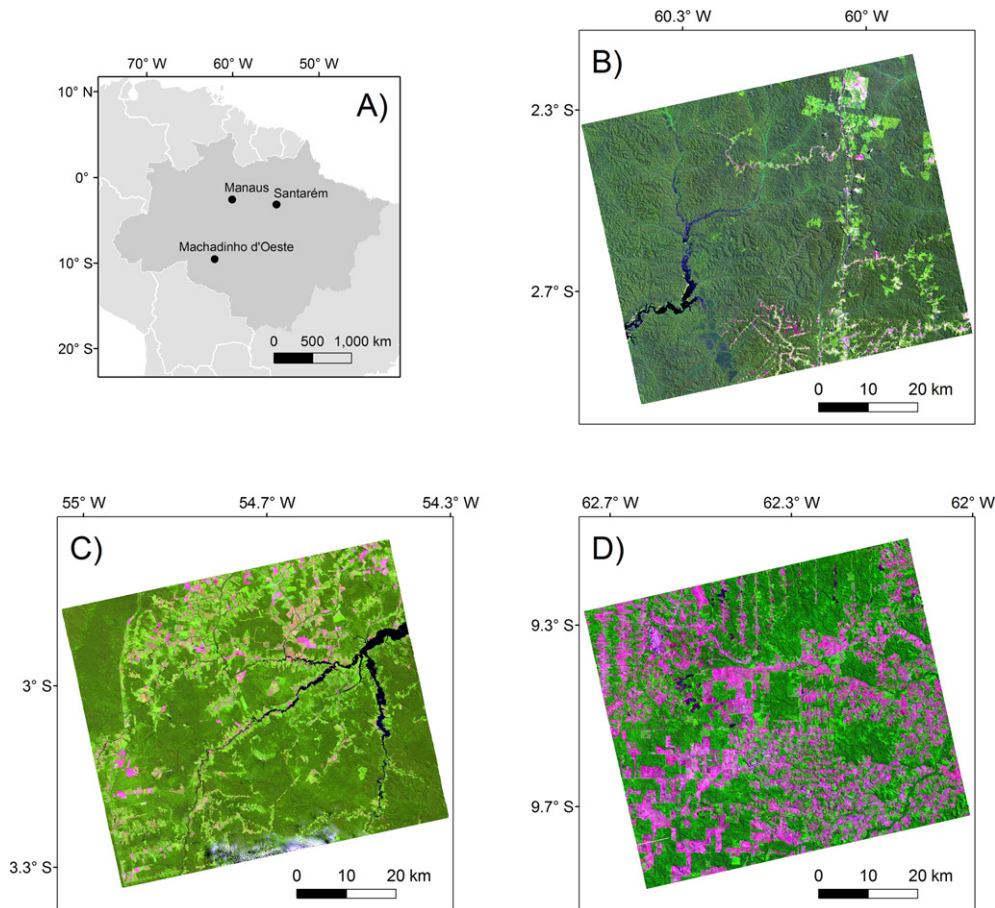 70° W 60° W 50° W
10° N
0°
10° S
20° S
A)
Manaus
Santarém
Machadinho d'Oeste
0 500 1,000 km
60.3° W 60° W
B)
2.3° S
2.7° S
0 10 20 km
55° W 54.7° W 54.3° W
C)
3° S
3.3° S
0 10 20 km
62.7° W 62.3° W 62° W
D)
9.3° S
9.7° S
0 10 20 km